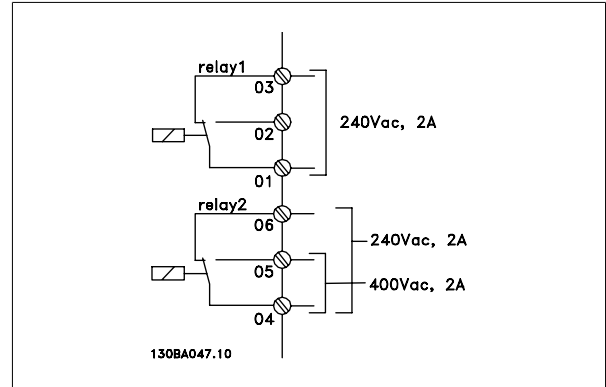 relay1
03
02
240Vac, 2A
01
relay2
06
240Vac, 2A
05
400Vac, 2A
04
130BA047.10